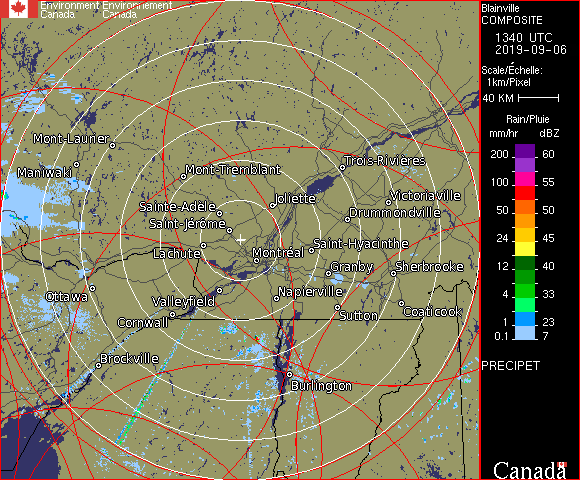 Environment Environnement
Canada Canada
Blainville
COMPOSITE
1340 UTC
2019-09-06
Scale/Échelle:
1km/Pixel
40 KM
Rain/Pluie
mm/hr dBZ
200 60
100 55
50 50
24 45
12 40
4 33
1 23
0.1 7
PRECIPET
Canada
Mont-Laurier
Maniwaki
Mont-Tremblant
Trois-Rivières
Joliette
Victoriaville
Sainte-Adèle
Drummondville
Saint-Jérôme
Saint-Hyacinthe
Lachute
Montréal
Granby
Sherbrooke
Ottawa
Valleyfield
Napierville
Cornwall
Sutton
Coaticook
Brockville
Burlington